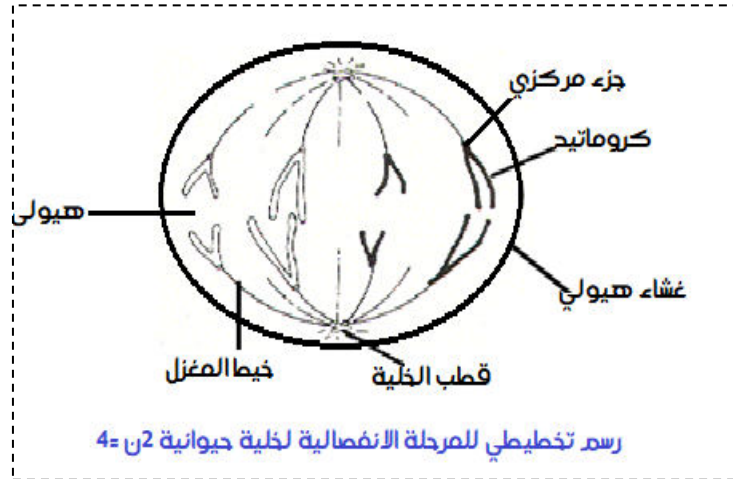 جزء مركزي
كروماتيد
هيولى
غشاء هيولي
خيط المغزل
قطب الخلية
رسم تخطيطي للمرحلة الانفصالية لخلية حيوانية 2ن =4